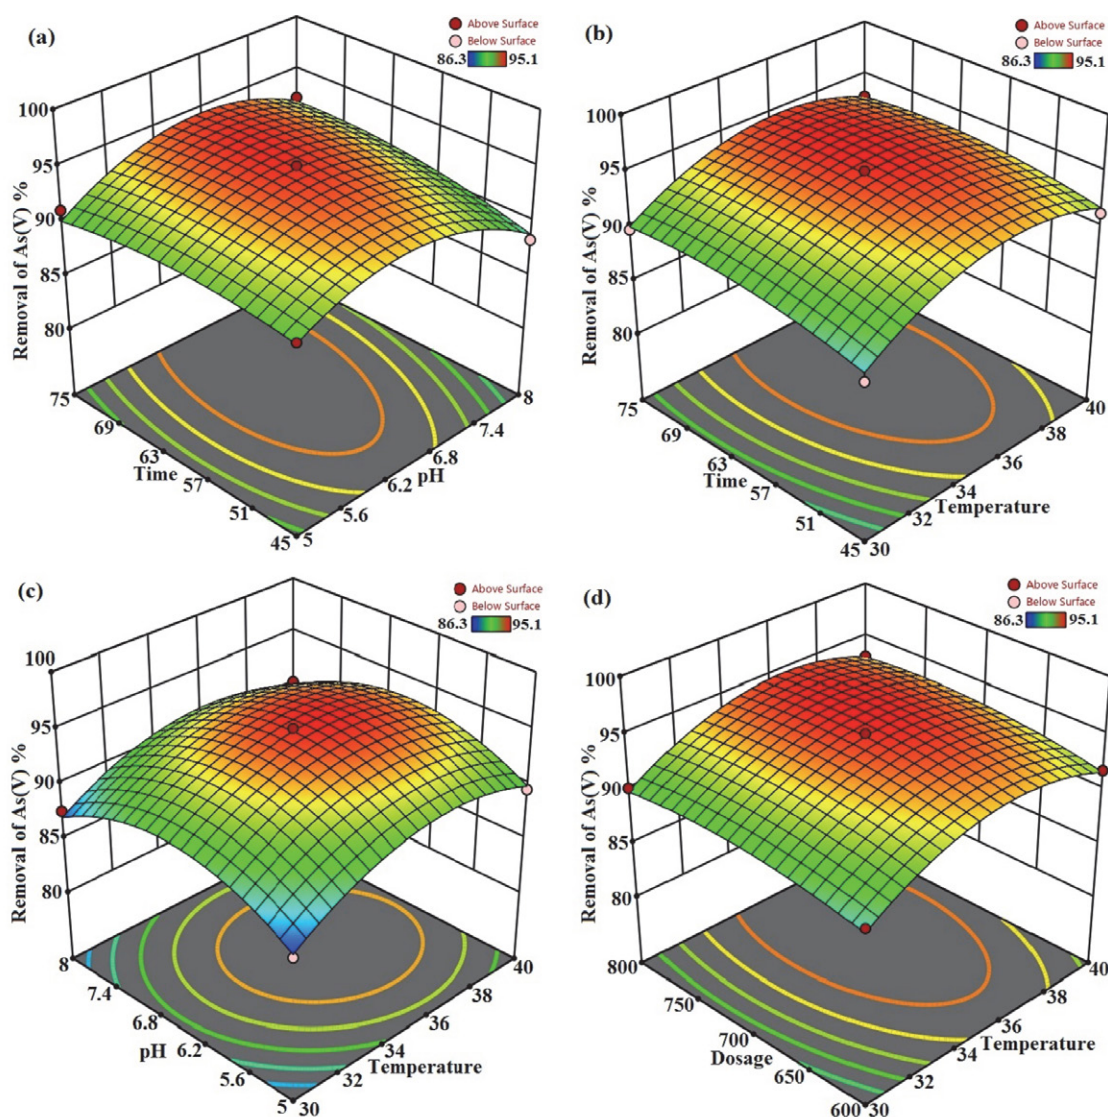 (a)
Above Surface
Below Surface
86.3 95.1
Removal of As(V) %
100
95
90
85
80
75
69
63
57
51
45
Time
5
5.6
6.2
6.8
7.4
8
pH
(b)
Above Surface
Below Surface
86.3 95.1
Removal of As(V) %
100
95
90
85
80
75
69
63
57
51
45
Time
30
32
34
36
38
40
Temperature
(c)
Above Surface
Below Surface
86.3 95.1
Removal of As(V) %
100
95
90
85
80
8
7.4
6.8
6.2
5.6
5
pH
30
32
34
36
38
40
Temperature
(d)
Above Surface
Below Surface
86.3 95.1
Removal of As(V) %
100
95
90
85
80
800
750
700
650
600
Dosage
30
32
34
36
38
40
Temperature